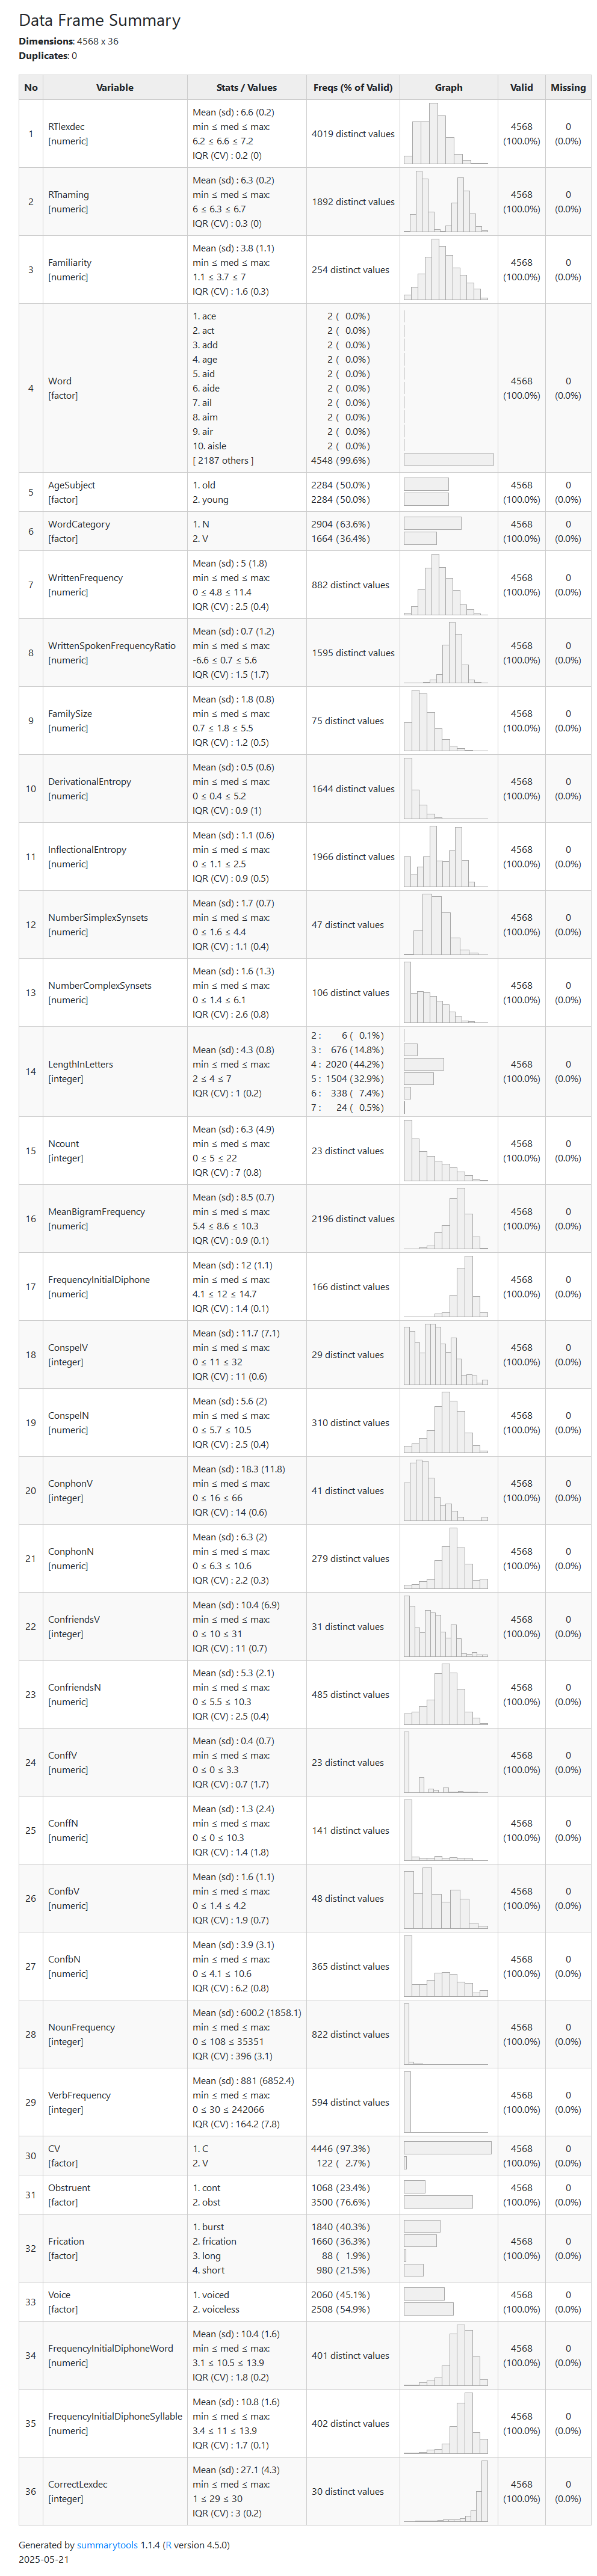 Data Frame Summary
Dimensions: 4568 x 36
Duplicates: 0
No Variable Stats / Values Freqs (% of Valid) Graph Valid Missing
1 RTlexdec [numeric] Mean (sd) : 6.6 (0.2) 4019 distinct values 4568 (100.0%) 0 (0.0%)
min ≤ med ≤ max:
6.2 ≤ 6.6 ≤ 7.2
IQR (CV) : 0.2 (0)
2 RTnaming [numeric] Mean (sd) : 6.3 (0.2) 1892 distinct values 4568 (100.0%) 0 (0.0%)
min ≤ med ≤ max:
6 ≤ 6.3 ≤ 6.7
IQR (CV) : 0.3 (0)
3 Familiarity [numeric] Mean (sd) : 3.8 (1.1) 254 distinct values 4568 (100.0%) 0 (0.0%)
min ≤ med ≤ max:
1.1 ≤ 3.7 ≤ 7
IQR (CV) : 1.6 (0.3)
4 Word [factor] 4568 (100.0%) 0 (0.0%)
1. ace 2 ( 0.0%)
2. act 2 ( 0.0%)
3. add 2 ( 0.0%)
4. age 2 ( 0.0%)
5. aid 2 ( 0.0%)
6. aide 2 ( 0.0%)
7. ail 2 ( 0.0%)
8. aim 2 ( 0.0%)
9. air 2 ( 0.0%)
10. aisle 2 ( 0.0%)
[ 2187 others ] 4548 (99.6%)
5 AgeSubject [factor] 4568 (100.0%) 0 (0.0%)
1. old 2284 (50.0%)
2. young 2284 (50.0%)
6 WordCategory [factor] 4568 (100.0%) 0 (0.0%)
1. N 2904 (63.6%)
2. V 1664 (36.4%)
7 WrittenFrequency [numeric] Mean (sd) : 5 (1.8) 882 distinct values 4568 (100.0%) 0 (0.0%)
min ≤ med ≤ max:
0 ≤ 4.8 ≤ 11.4
IQR (CV) : 2.5 (0.4)
8 WrittenSpokenFrequencyRatio [numeric] Mean (sd) : 0.7 (1.2) 1595 distinct values 4568 (100.0%) 0 (0.0%)
min ≤ med ≤ max:
-6.6 ≤ 0.7 ≤ 5.6
IQR (CV) : 1.5 (1.7)
9 FamilySize [numeric] Mean (sd) : 1.8 (0.8) 75 distinct values 4568 (100.0%) 0 (0.0%)
min ≤ med ≤ max:
0.7 ≤ 1.8 ≤ 5.5
IQR (CV) : 1.2 (0.5)
10 DerivationalEntropy [numeric] Mean (sd) : 0.5 (0.6) 1644 distinct values 4568 (100.0%) 0 (0.0%)
min ≤ med ≤ max:
0 ≤ 0.4 ≤ 5.2
IQR (CV) : 0.9 (1)
11 InflectionalEntropy [numeric] Mean (sd) : 1.1 (0.6) 1966 distinct values 4568 (100.0%) 0 (0.0%)
min ≤ med ≤ max:
0 ≤ 1.1 ≤ 2.5
IQR (CV) : 0.9 (0.5)
12 NumberSimplexSynsets [numeric] Mean (sd) : 1.7 (0.7) 47 distinct values 4568 (100.0%) 0 (0.0%)
min ≤ med ≤ max:
0 ≤ 1.6 ≤ 4.4
IQR (CV) : 1.1 (0.4)
13 NumberComplexSynsets [numeric] Mean (sd) : 1.6 (1.3) 106 distinct values 4568 (100.0%) 0 (0.0%)
min ≤ med ≤ max:
0 ≤ 1.4 ≤ 6.1
IQR (CV) : 2.6 (0.8)
14 LengthInLetters [integer] Mean (sd) : 4.3 (0.8) 4568 (100.0%) 0 (0.0%)
min ≤ med ≤ max:
2 ≤ 4 ≤ 7
IQR (CV) : 1 (0.2)
2 : 6 ( 0.1%)
3 : 676 (14.8%)
4 : 2020 (44.2%)
5 : 1504 (32.9%)
6 : 338 ( 7.4%)
7 : 24 ( 0.5%)
15 Ncount [integer] Mean (sd) : 6.3 (4.9) 23 distinct values 4568 (100.0%) 0 (0.0%)
min ≤ med ≤ max:
0 ≤ 5 ≤ 22
IQR (CV) : 7 (0.8)
16 MeanBigramFrequency [numeric] Mean (sd) : 8.5 (0.7) 2196 distinct values 4568 (100.0%) 0 (0.0%)
min ≤ med ≤ max:
5.4 ≤ 8.6 ≤ 10.3
IQR (CV) : 0.9 (0.1)
17 FrequencyInitialDiphone [numeric] Mean (sd) : 12 (1.1) 166 distinct values 4568 (100.0%) 0 (0.0%)
min ≤ med ≤ max:
4.1 ≤ 12 ≤ 14.7
IQR (CV) : 1.4 (0.1)
18 ConspelV [integer] Mean (sd) : 11.7 (7.1) 29 distinct values 4568 (100.0%) 0 (0.0%)
min ≤ med ≤ max:
0 ≤ 11 ≤ 32
IQR (CV) : 11 (0.6)
19 ConspelN [numeric] Mean (sd) : 5.6 (2) 310 distinct values 4568 (100.0%) 0 (0.0%)
min ≤ med ≤ max:
0 ≤ 5.7 ≤ 10.5
IQR (CV) : 2.5 (0.4)
20 ConphonV [integer] Mean (sd) : 18.3 (11.8) 41 distinct values 4568 (100.0%) 0 (0.0%)
min ≤ med ≤ max:
0 ≤ 16 ≤ 66
IQR (CV) : 14 (0.6)
21 ConphonN [numeric] Mean (sd) : 6.3 (2) 279 distinct values 4568 (100.0%) 0 (0.0%)
min ≤ med ≤ max:
0 ≤ 6.3 ≤ 10.6
IQR (CV) : 2.2 (0.3)
22 ConfriendsV [integer] Mean (sd) : 10.4 (6.9) 31 distinct values 4568 (100.0%) 0 (0.0%)
min ≤ med ≤ max:
0 ≤ 10 ≤ 31
IQR (CV) : 11 (0.7)
23 ConfriendsN [numeric] Mean (sd) : 5.3 (2.1) 485 distinct values 4568 (100.0%) 0 (0.0%)
min ≤ med ≤ max:
0 ≤ 5.5 ≤ 10.3
IQR (CV) : 2.5 (0.4)
24 ConffV [numeric] Mean (sd) : 0.4 (0.7) 23 distinct values 4568 (100.0%) 0 (0.0%)
min ≤ med ≤ max:
0 ≤ 0 ≤ 3.3
IQR (CV) : 0.7 (1.7)
25 ConffN [numeric] Mean (sd) : 1.3 (2.4) 141 distinct values 4568 (100.0%) 0 (0.0%)
min ≤ med ≤ max:
0 ≤ 0 ≤ 10.3
IQR (CV) : 1.4 (1.8)
26 ConfbV [numeric] Mean (sd) : 1.6 (1.1) 48 distinct values 4568 (100.0%) 0 (0.0%)
min ≤ med ≤ max:
0 ≤ 1.4 ≤ 4.2
IQR (CV) : 1.9 (0.7)
27 ConfbN [numeric] Mean (sd) : 3.9 (3.1) 365 distinct values 4568 (100.0%) 0 (0.0%)
min ≤ med ≤ max:
0 ≤ 4.1 ≤ 10.6
IQR (CV) : 6.2 (0.8)
28 NounFrequency [integer] Mean (sd) : 600.2 (1858.1) 822 distinct values 4568 (100.0%) 0 (0.0%)
min ≤ med ≤ max:
0 ≤ 108 ≤ 35351
IQR (CV) : 396 (3.1)
29 VerbFrequency [integer] Mean (sd) : 881 (6852.4) 594 distinct values 4568 (100.0%) 0 (0.0%)
min ≤ med ≤ max:
0 ≤ 30 ≤ 242066
IQR (CV) : 164.2 (7.8)
30 CV [factor] 4568 (100.0%) 0 (0.0%)
1. C 4446 (97.3%)
2. V 122 ( 2.7%)
31 Obstruent [factor] 4568 (100.0%) 0 (0.0%)
1. cont 1068 (23.4%)
2. obst 3500 (76.6%)
32 Frication [factor] 4568 (100.0%) 0 (0.0%)
1. burst 1840 (40.3%)
2. frication 1660 (36.3%)
3. long 88 ( 1.9%)
4. short 980 (21.5%)
33 Voice [factor] 4568 (100.0%) 0 (0.0%)
1. voiced 2060 (45.1%)
2. voiceless 2508 (54.9%)
34 FrequencyInitialDiphoneWord [numeric] Mean (sd) : 10.4 (1.6) 401 distinct values 4568 (100.0%) 0 (0.0%)
min ≤ med ≤ max:
3.1 ≤ 10.5 ≤ 13.9
IQR (CV) : 1.8 (0.2)
35 FrequencyInitialDiphoneSyllable [numeric] Mean (sd) : 10.8 (1.6) 402 distinct values 4568 (100.0%) 0 (0.0%)
min ≤ med ≤ max:
3.4 ≤ 11 ≤ 13.9
IQR (CV) : 1.7 (0.1)
36 CorrectLexdec [integer] Mean (sd) : 27.1 (4.3) 30 distinct values 4568 (100.0%) 0 (0.0%)
min ≤ med ≤ max:
1 ≤ 29 ≤ 30
IQR (CV) : 3 (0.2)
Generated by summarytools 1.1.4 (R version 4.5.0)
2025-05-21